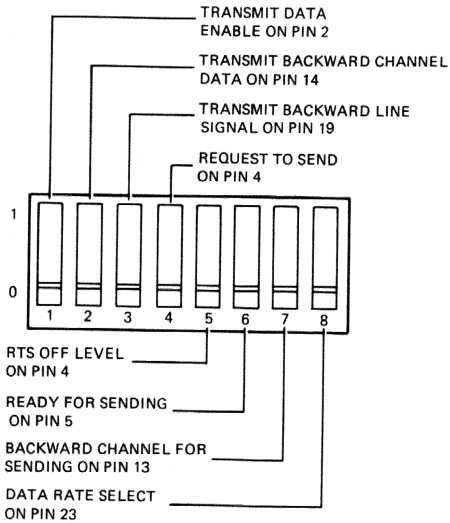 TRANSMIT DATA
ENABLE ON PIN 2
TRANSMIT BACKWARD CHANNEL
DATA ON PIN 14
TRANSMIT BACKWARD LINE
SIGNAL ON PIN 19
REQUEST TO SEND
ON PIN 4
1
0
1 2 3 4 5 6 7 8
RTS OFF LEVEL
ON PIN 4
READY FOR SENDING
ON PIN 5
BACKWARD CHANNEL FOR
SENDING ON PIN 13
DATA RATE SELECT
ON PIN 23